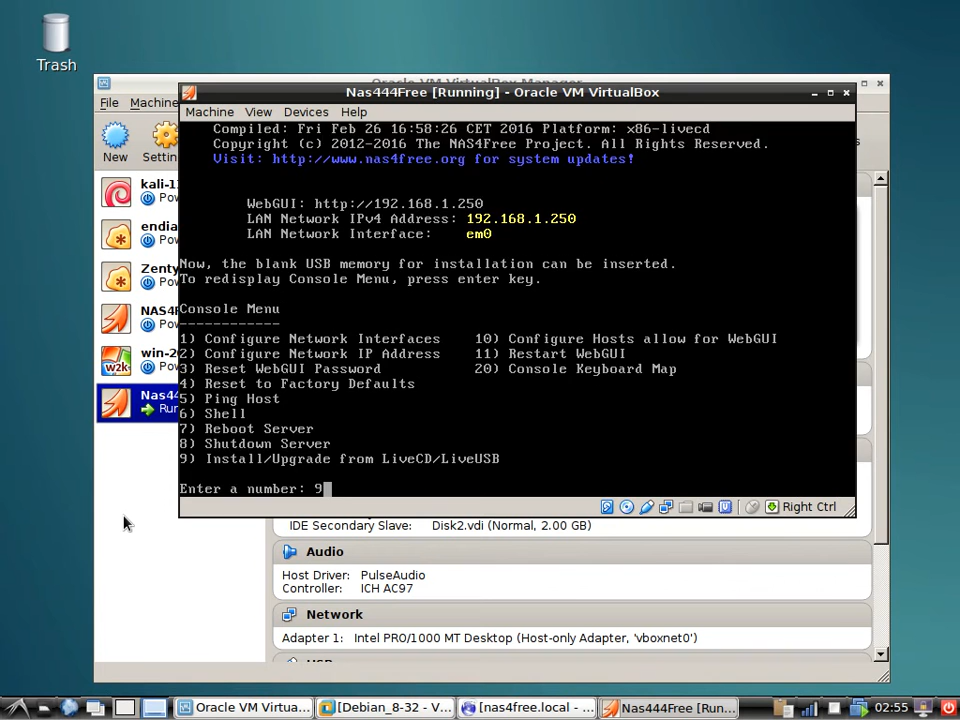 Trash
Oracle VM VirtualBox Manager
File Machine
New Settin
kali-1
Pow
endia
Pow
Zenty
Pow
NAS4F
Pow
win-20
Pow
Nas44
Run
Nas444Free [Running] - Oracle VM VirtualBox
Machine View Devices Help
Compiled: Fri Feb 26 16:58:26 CET 2016 Platform: x86-livecd
Copyright (c) 2012-2016 The NAS4Free Project. All Rights Reserved.
Visit: http://www.nas4free.org for system updates!
WebGUI: http://192.168.1.250
LAN Network IPv4 Address: 192.168.1.250
LAN Network Interface: em0
Now, the blank USB memory for installation can be inserted.
To redisplay Console Menu, press enter key.
Console Menu
------------
1) Configure Network Interfaces 10) Configure Hosts allow for WebGUI
2) Configure Network IP Address 11) Restart WebGUI
3) Reset WebGUI Password 20) Console Keyboard Map
4) Reset to Factory Defaults
5) Ping Host
6) Shell
7) Reboot Server
8) Shutdown Server
9) Install/Upgrade from LiveCD/LiveUSB
Enter a number: 9
Right Ctrl
IDE Secondary Slave: Disk2.vdi (Normal, 2.00 GB)
Audio
Host Driver: PulseAudio
Controller: ICH AC97
Network
Adapter 1: Intel PRO/1000 MT Desktop (Host-only Adapter, 'vboxnet0')
Oracle VM Virtua... [Debian_8-32 - V... [nas4free.local - ... Nas444Free [Run... 02:55